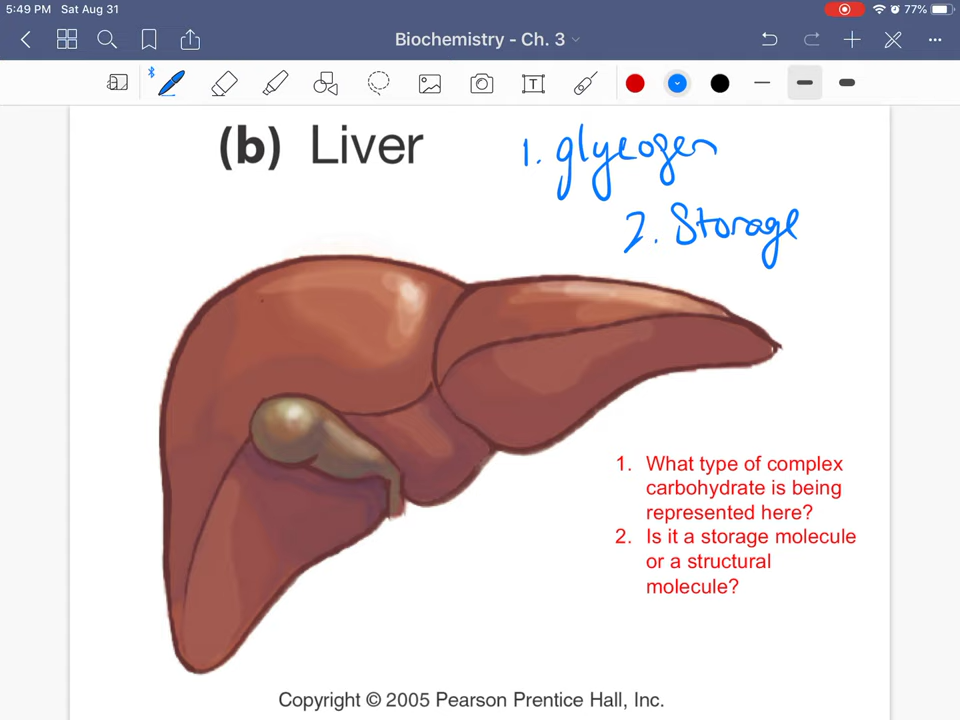 5:49 PM Sat Aug 31
77%
Biochemistry - Ch. 3
T
(b) Liver
1. glycogen
2. Storage
1. What type of complex
carbohydrate is being
represented here?
2. Is it a storage molecule
or a structural
molecule?
Copyright © 2005 Pearson Prentice Hall, Inc.